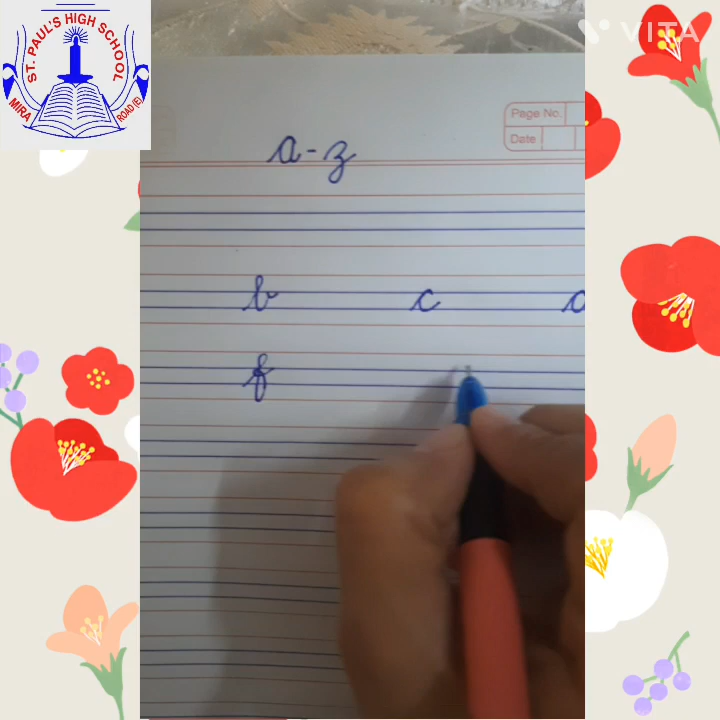 ST. PAUL'S HIGH SCHOOL
MIRA ROAD (E)
VITA
Page No.
Date
a - z
b c
f